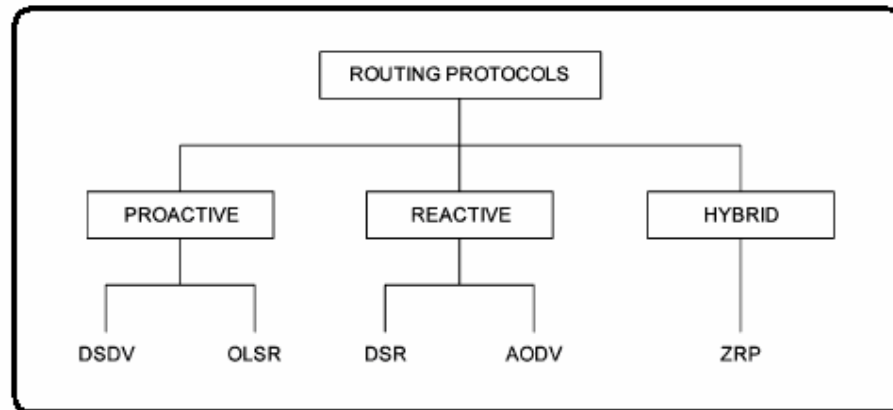 ROUTING PROTOCOLS
PROACTIVE REACTIVE HYBRID
DSDV OLSR DSR AODV ZRP